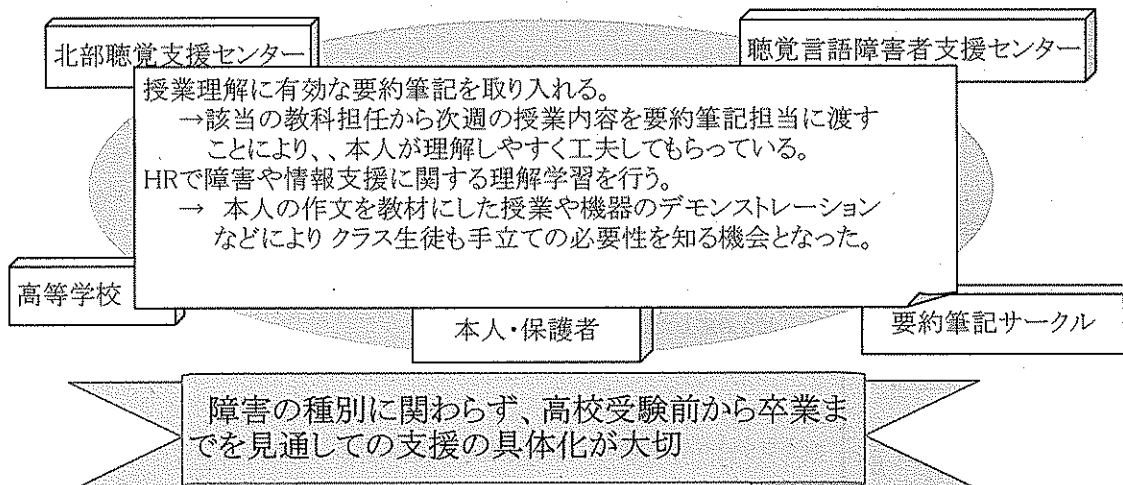 北部聴覚支援センター
聴覚言語障害者支援センター
授業理解に有効な要約筆記を取り入れる。
→該当の教科担任から次週の授業内容を要約筆記担当に渡す
ことにより、、本人が理解しやすく工夫してもらっている。
HRで障害や情報支援に関する理解学習を行う。
→ 本人の作文を教材にした授業や機器のデモンストレーション
などにより クラス生徒も手立ての必要性を知る機会となった。
高等学校
本人・保護者
要約筆記サークル
障害の種別に関わらず、高校受験前から卒業ま
でを見通しての支援の具体化が大切